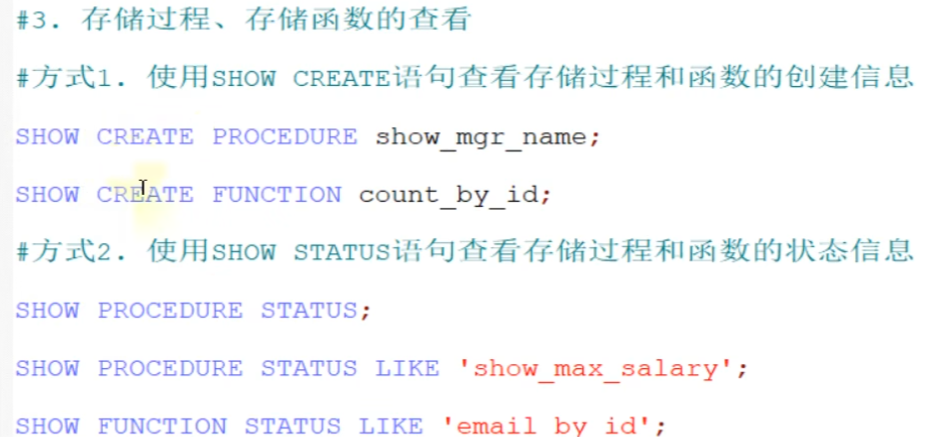 #3. 存储过程、存储函数的查看
#方式1. 使用SHOW CREATE语句查看存储过程和函数的创建信息
SHOW CREATE PROCEDURE show_mgr_name;
SHOW CREATE FUNCTION count_by_id;
#方式2. 使用SHOW STATUS语句查看存储过程和函数的状态信息
SHOW PROCEDURE STATUS;
SHOW PROCEDURE STATUS LIKE 'show_max_salary';
SHOW FUNCTION STATUS LIKE 'email_by_id';